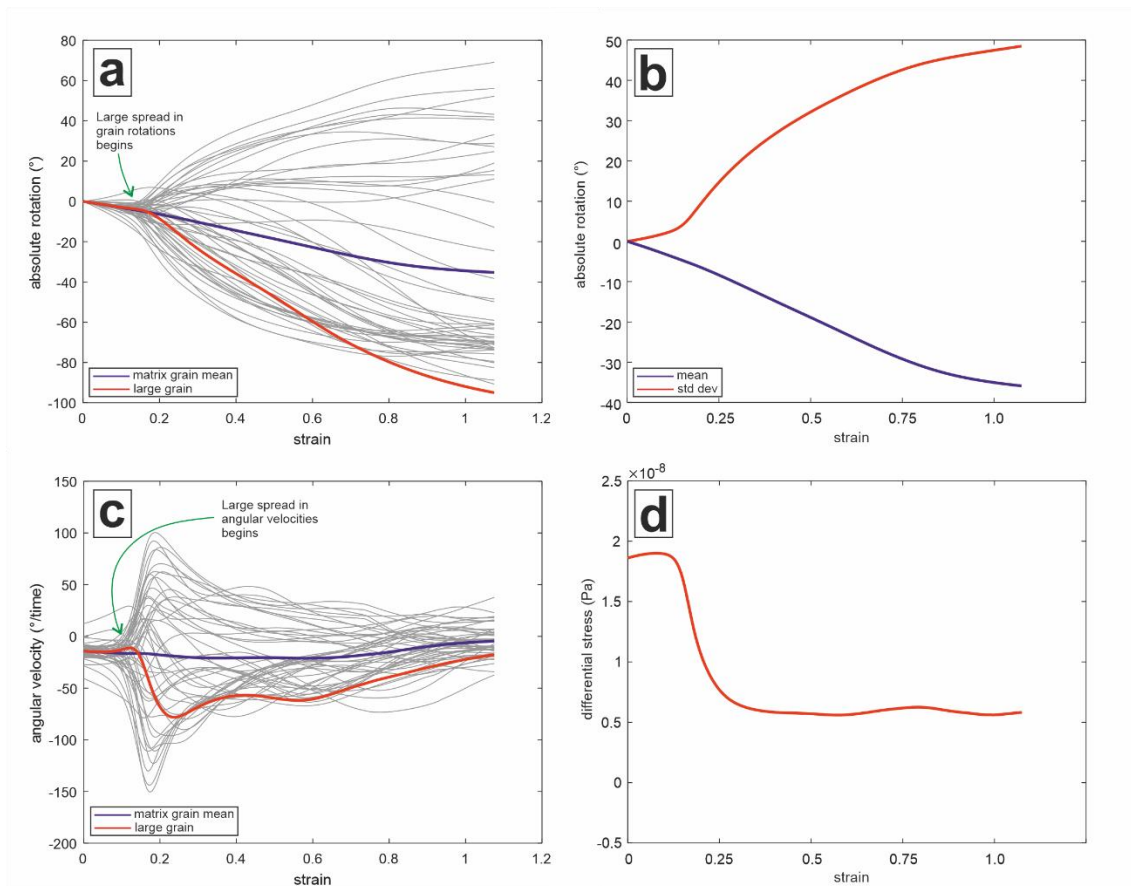 a
80
60
40
20
0
-20
-40
-60
-80
-100
absolute rotation (°)
Large spread in
grain rotations
begins
matrix grain mean
large grain
0 0.2 0.4 0.6 0.8 1.0 1.2
strain
b
50
40
30
20
10
0
-10
-20
-30
-40
absolute rotation (°)
mean
std dev
0 0.25 0.5 0.75 1.0
strain
c
150
100
50
0
-50
-100
-150
-200
angular velocity (°/time)
Large spread in
angular velocities
begins
matrix grain mean
large grain
0 0.2 0.4 0.6 0.8 1.0 1.2
strain
d
×10⁻⁸
2.5
2
1.5
1
0.5
0
-0.5
differential stress (Pa)
0 0.25 0.5 0.75 1.0
strain